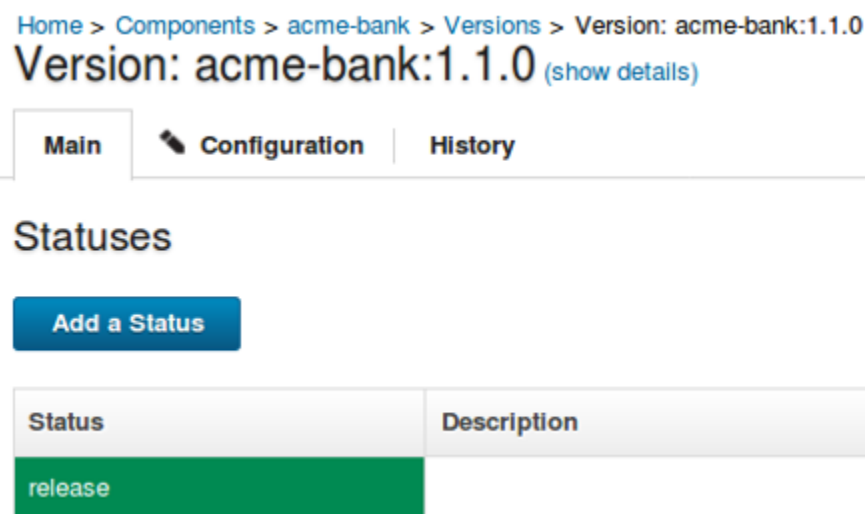 Home > Components > acme-bank > Versions > Version: acme-bank:1.1.0
Version: acme-bank:1.1.0 (show details)
Main Configuration History
Statuses
Add a Status
Status Description
release